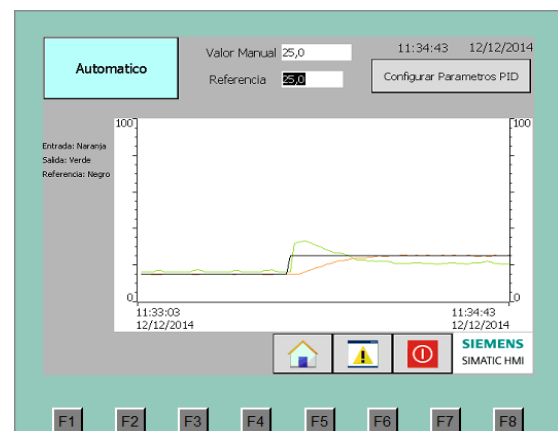 Automatico
Valor Manual 25,0
11:34:43 12/12/2014
Referencia 25,0
Configurar Parametros PID
100
100
Entrada: Naranja
Salida: Verde
Referencia: Negro
0
0
11:33:03
12/12/2014
11:34:43
12/12/2014
SIEMENS
SIMATIC HMI
F1 F2 F3 F4 F5 F6 F7 F8